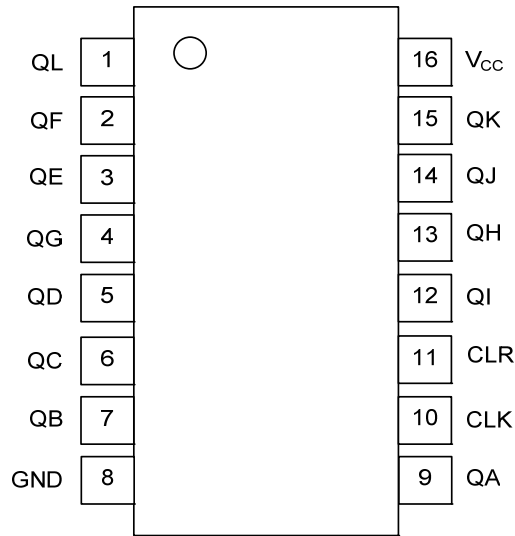 QL 1 16 VCC
QF 2 15 QK
QE 3 14 QJ
QG 4 13 QH
QD 5 12 QI
QC 6 11 CLR
QB 7 10 CLK
GND 8 9 QA